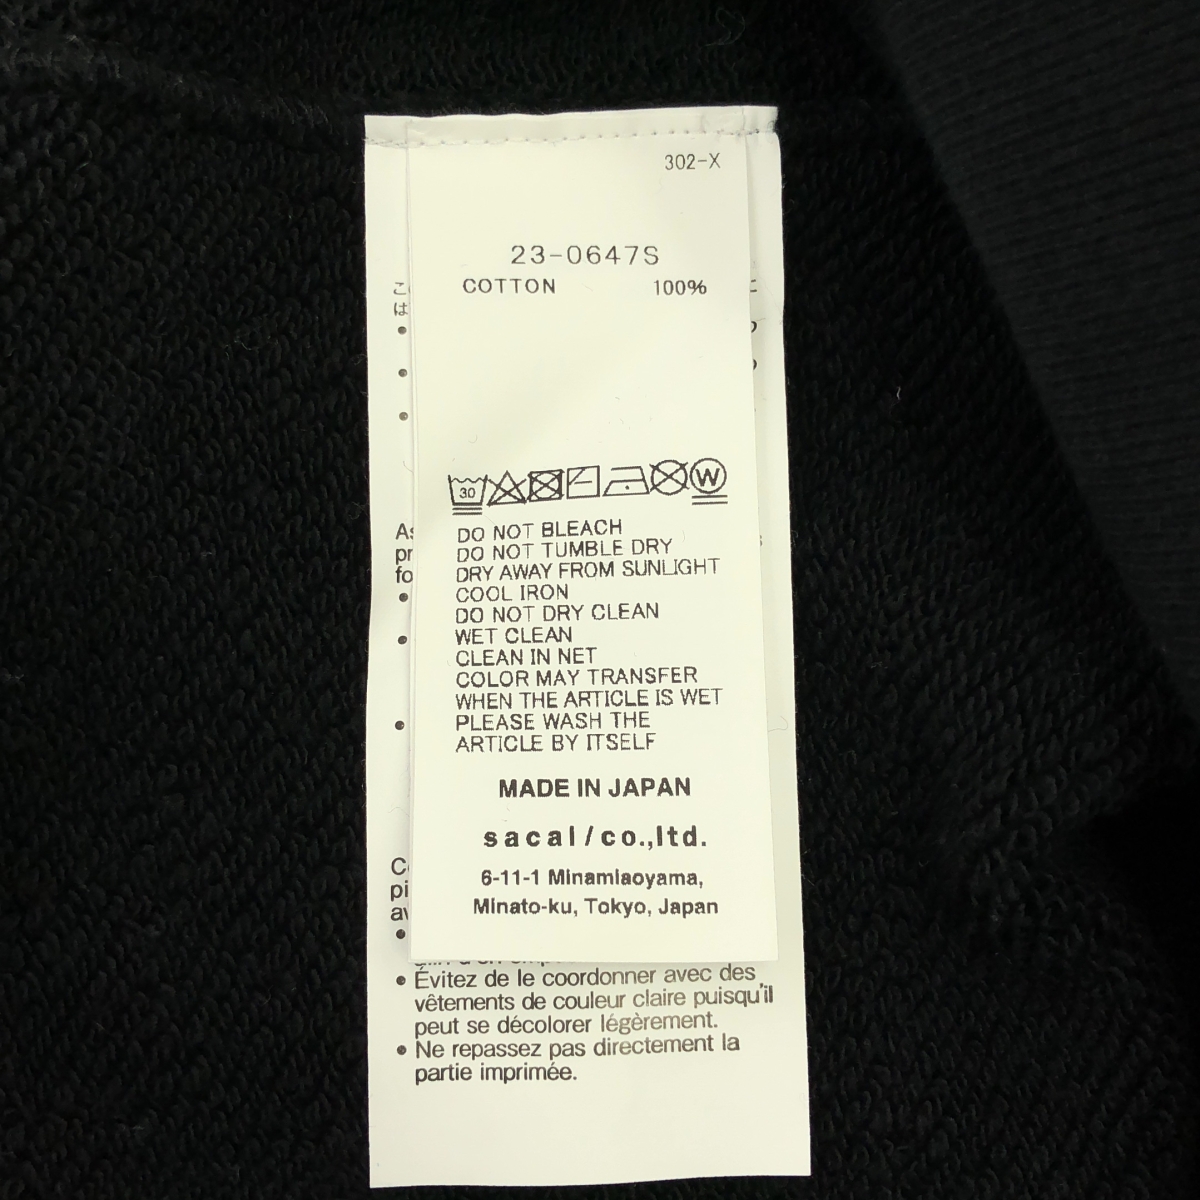 302-X
23-0647S
COTTON 100%
30
W
DO NOT BLEACH
DO NOT TUMBLE DRY
DRY AWAY FROM SUNLIGHT
COOL IRON
DO NOT DRY CLEAN
WET CLEAN
CLEAN IN NET
COLOR MAY TRANSFER
WHEN THE ARTICLE IS WET
PLEASE WASH THE
ARTICLE BY ITSELF
MADE IN JAPAN
sacaI/co.,ltd.
6-11-1 Minamiaoyama,
Minato-ku, Tokyo, Japan
• Évitez de le coordonner avec des
vêtements de couleur claire puisqu'il
peut se décolorer légèrement.
• Ne repassez pas directement la
partie imprimée.